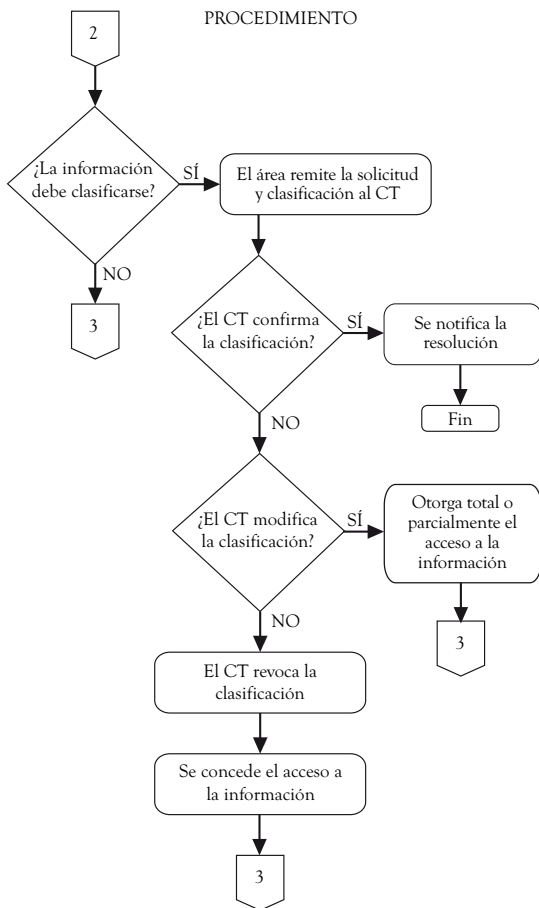 PROCEDIMIENTO
2
¿La información
debe clasificarse?
SÍ
El área remite la solicitud
y clasificación al CT
NO
3
¿El CT confirma
la clasificación?
SÍ
Se notifica la
resolución
Fin
NO
¿El CT modifica
la clasificación?
SÍ
Otorga total o
parcialmente el
acceso a la
información
3
NO
El CT revoca la
clasificación
Se concede el acceso a
la información
3